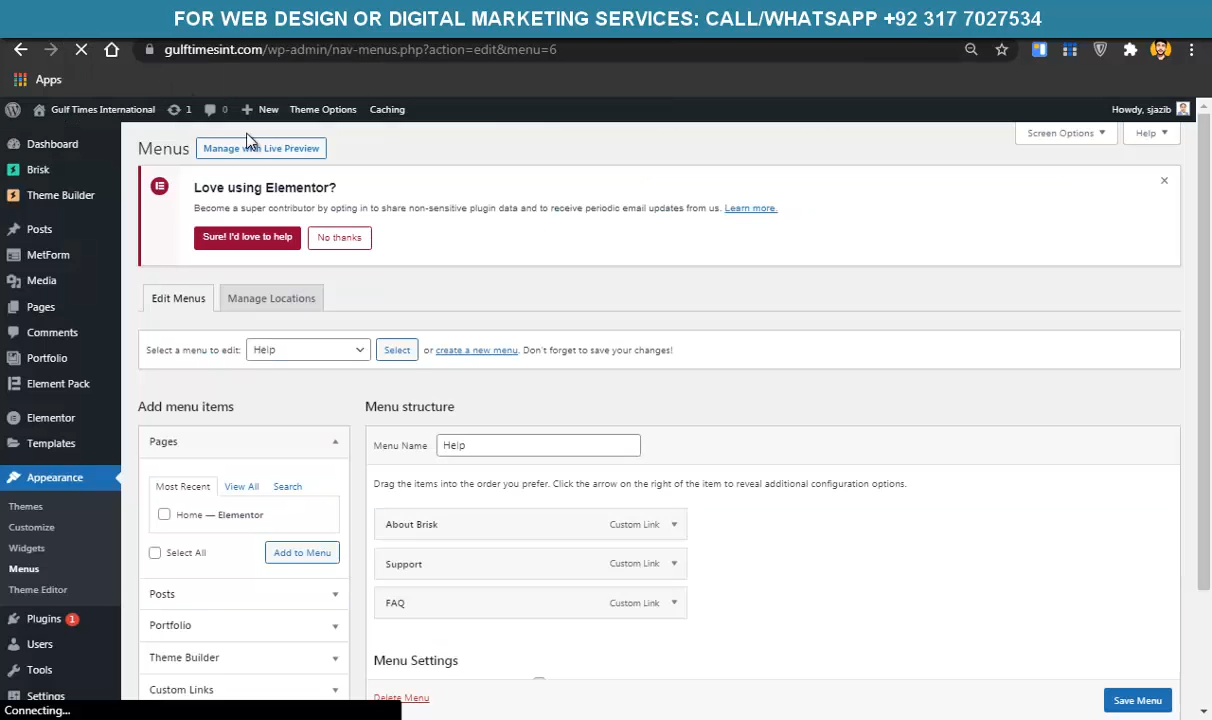 FOR WEB DESIGN OR DIGITAL MARKETING SERVICES: CALL/WHATSAPP +92 317 7027534
gulftimesint.com/wp-admin/nav-menus.php?action=edit&menu=6
Apps
Gulf Times International 1 0 New Theme Options Caching Howdy, sjazib
Screen Options Help
Menus Manage with Live Preview
Dashboard
Brisk
Theme Builder
Posts
MetForm
Media
Pages
Comments
Portfolio
Element Pack
Elementor
Templates
Appearance
Themes
Customize
Widgets
Menus
Theme Editor
Plugins 1
Users
Tools
Settings
Love using Elementor?
Become a super contributor by opting in to share non-sensitive plugin data and to receive periodic email updates from us. Learn more.
Sure! I'd love to help No thanks
Edit Menus Manage Locations
Select a menu to edit: Help Select or create a new menu. Don't forget to save your changes!
Add menu items
Pages
Most Recent View All Search
Home — Elementor
Select All Add to Menu
Posts
Portfolio
Theme Builder
Custom Links
Menu structure
Menu Name Help
Drag the items into the order you prefer. Click the arrow on the right of the item to reveal additional configuration options.
About Brisk Custom Link
Support Custom Link
FAQ Custom Link
Menu Settings
Delete Menu Save Menu
Connecting...